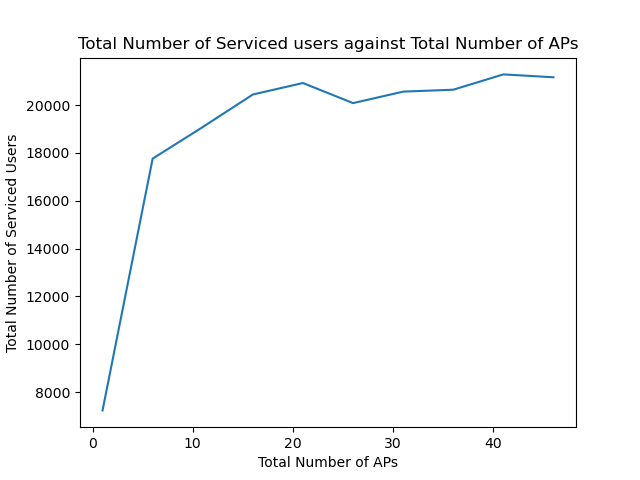 Total Number of Serviced users against Total Number of APs
Total Number of Serviced Users
20000
18000
16000
14000
12000
10000
8000
0 10 20 30 40
Total Number of APs